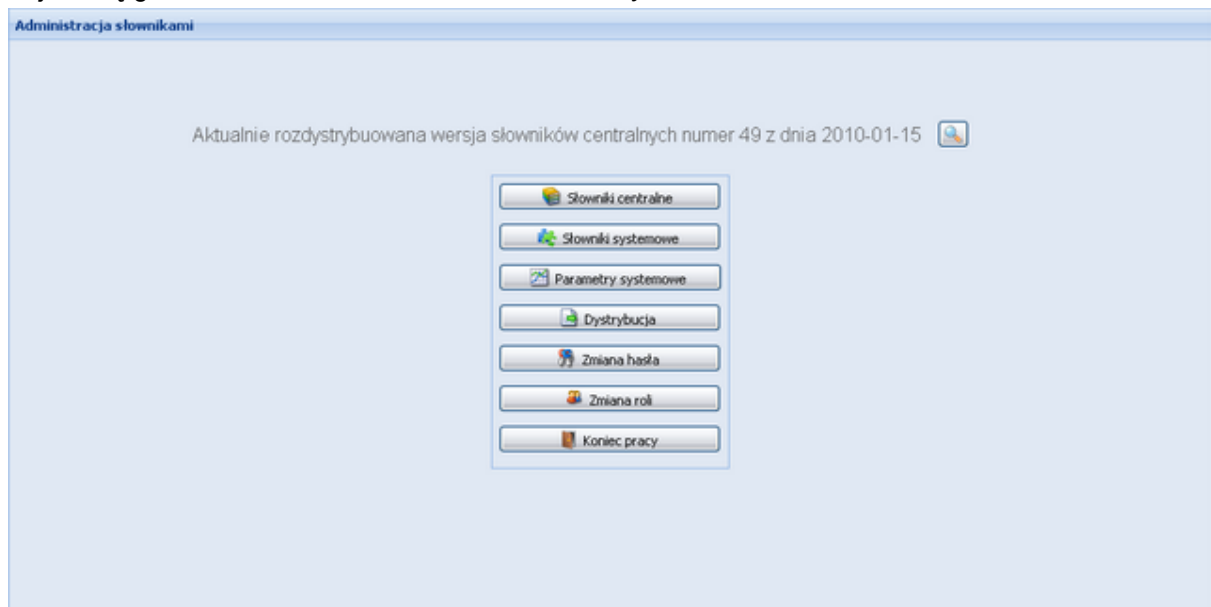 Administracja słownikami
Aktualnie rozdystrybuowana wersja słowników centralnych numer 49 z dnia 2010-01-15
Słowniki centralne
Słowniki systemowe
Parametry systemowe
Dystrybucja
Zmiana hasła
Zmiana roli
Koniec pracy